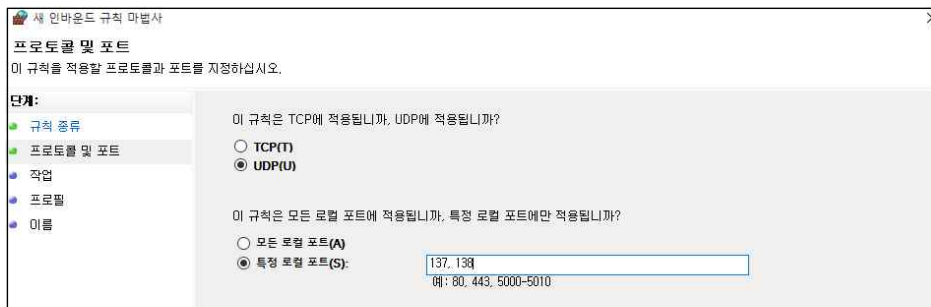 새 인바운드 규칙 마법사
프로토콜 및 포트
이 규칙을 적용할 프로토콜과 포트를 지정하십시오.
단계:
규칙 종류
프로토콜 및 포트
작업
프로필
이름
이 규칙은 TCP에 적용됩니까, UDP에 적용됩니까?
TCP(T)
UDP(U)
이 규칙은 모든 로컬 포트에 적용됩니까, 특정 로컬 포트에만 적용됩니까?
모든 로컬 포트(A)
특정 로컬 포트(S): 137, 138
예: 80, 443, 5000-5010